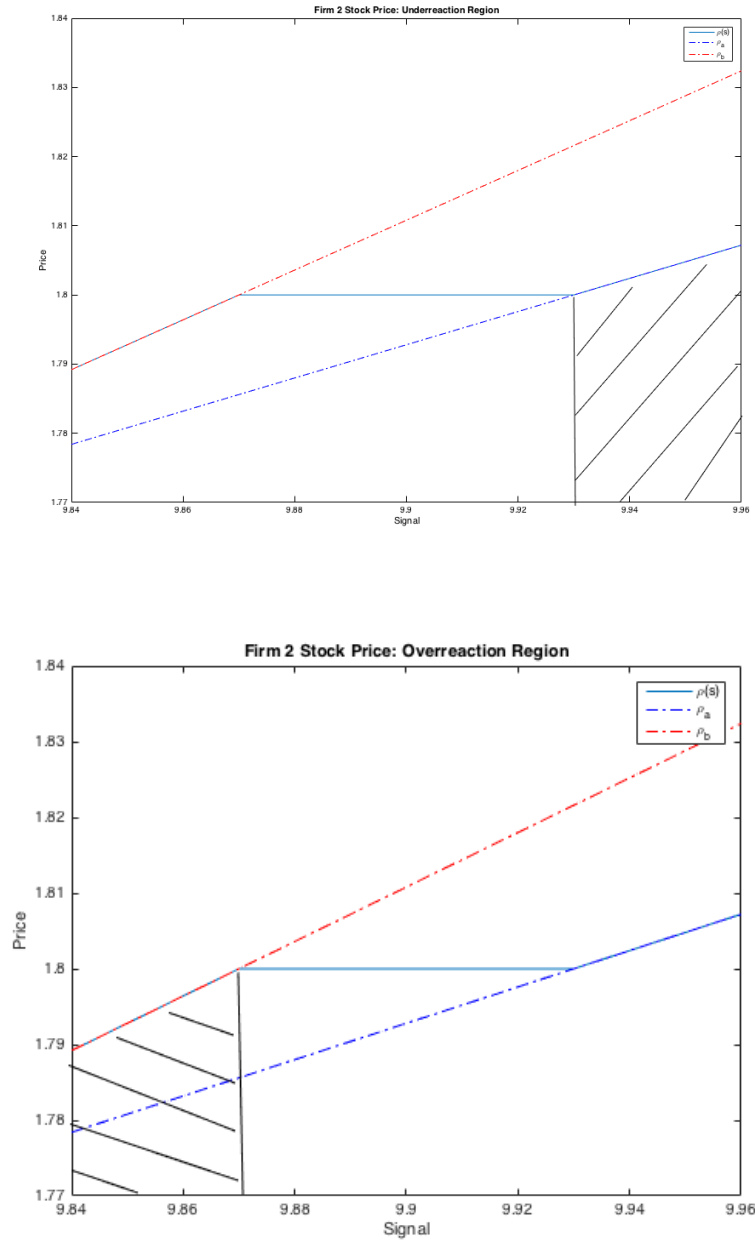 Firm 2 Stock Price: Underreaction Region
1.84
ρ(s)
ρa
ρb
1.83
1.82
1.81
Price
1.8
1.79
1.78
1.77
9.84 9.86 9.88 9.9 9.92 9.94 9.96
Signal
Firm 2 Stock Price: Overreaction Region
1.84
ρ(s)
ρa
ρb
1.83
1.82
1.81
Price
1.8
1.79
1.78
1.77
9.84 9.86 9.88 9.9 9.92 9.94 9.96
Signal